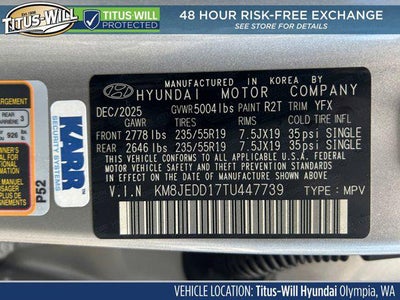 TITUS-WILL
TITUS WILL
PROTECTED
48 HOUR RISK-FREE EXCHANGE
SEE STORE FOR DETAILS
MANUFACTURED IN KOREA BY
HYUNDAI MOTOR COMPANY
DEC/2025 GVWR 5004 lbs PAINT R2T TRIM YFX
GAWR TIRES RIMS COLD TIRE INFL
FRONT 2778 lbs 235/55R19 7.5JX19 35psi SINGLE
REAR 2646 lbs 235/55R19 7.5JX19 35psi SINGLE
THIS VEHICLE CONFORMS TO ALL APPLICABLE FEDERAL
MOTOR VEHICLE SAFETY, BUMPER, AND THEFT
PREVENTION STANDARDS IN EFFECT ON THE DATE OF
MANUFACTURE SHOWN ABOVE.
V.I.N KM8JEDD17TU447739 TYPE : MPV
KARR
P52
3
926
VEHICLE LOCATION: Titus-Will Hyundai Olympia, WA